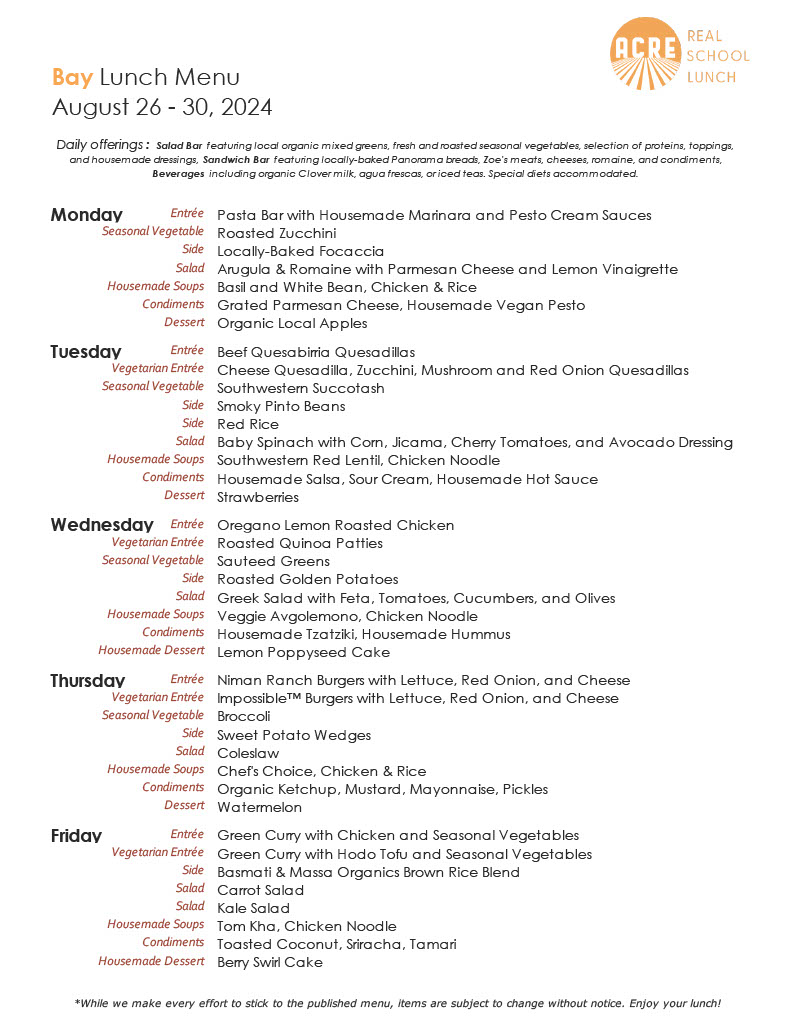 ACRE
REAL
SCHOOL
LUNCH
Bay Lunch Menu
August 26 - 30, 2024
Daily offerings : Salad Bar featuring local organic mixed greens, fresh and roasted seasonal vegetables, selection of proteins, toppings,
and housemade dressings, Sandwich Bar featuring locally-baked Panorama breads, Zoe's meats, cheeses, romaine, and condiments,
Beverages including organic Clover milk, agua frescas, or iced teas. Special diets accommodated.
Monday Entrée Pasta Bar with Housemade Marinara and Pesto Cream Sauces
Seasonal Vegetable Roasted Zucchini
Side Locally-Baked Focaccia
Salad Arugula & Romaine with Parmesan Cheese and Lemon Vinaigrette
Housemade Soups Basil and White Bean, Chicken & Rice
Condiments Grated Parmesan Cheese, Housemade Vegan Pesto
Dessert Organic Local Apples
Tuesday Entrée Beef Quesabirria Quesadillas
Vegetarian Entrée Cheese Quesadilla, Zucchini, Mushroom and Red Onion Quesadillas
Seasonal Vegetable Southwestern Succotash
Side Smoky Pinto Beans
Side Red Rice
Salad Baby Spinach with Corn, Jicama, Cherry Tomatoes, and Avocado Dressing
Housemade Soups Southwestern Red Lentil, Chicken Noodle
Condiments Housemade Salsa, Sour Cream, Housemade Hot Sauce
Dessert Strawberries
Wednesday Entrée Oregano Lemon Roasted Chicken
Vegetarian Entrée Roasted Quinoa Patties
Seasonal Vegetable Sauteed Greens
Side Roasted Golden Potatoes
Salad Greek Salad with Feta, Tomatoes, Cucumbers, and Olives
Housemade Soups Veggie Avgolemono, Chicken Noodle
Condiments Housemade Tzatziki, Housemade Hummus
Housemade Dessert Lemon Poppyseed Cake
Thursday Entrée Niman Ranch Burgers with Lettuce, Red Onion, and Cheese
Vegetarian Entrée Impossible™ Burgers with Lettuce, Red Onion, and Cheese
Seasonal Vegetable Broccoli
Side Sweet Potato Wedges
Salad Coleslaw
Housemade Soups Chef's Choice, Chicken & Rice
Condiments Organic Ketchup, Mustard, Mayonnaise, Pickles
Dessert Watermelon
Friday Entrée Green Curry with Chicken and Seasonal Vegetables
Vegetarian Entrée Green Curry with Hodo Tofu and Seasonal Vegetables
Side Basmati & Massa Organics Brown Rice Blend
Salad Carrot Salad
Salad Kale Salad
Housemade Soups Tom Kha, Chicken Noodle
Condiments Toasted Coconut, Sriracha, Tamari
Housemade Dessert Berry Swirl Cake
*While we make every effort to stick to the published menu, items are subject to change without notice. Enjoy your lunch!